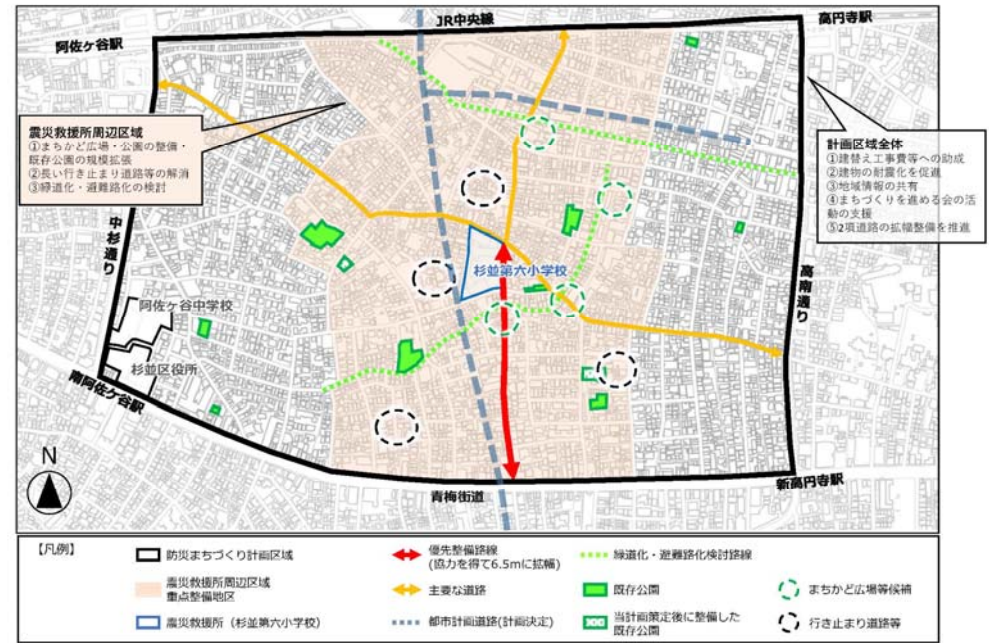 JR中央線
高円寺駅
阿佐ケ谷駅
震災救援所周辺区域
①まちかど広場・公園の整備・
既存公園の規模拡張
②長い行き止まり道路等の解消
③緑道化・避難路化の検討
計画区域全体
①建替え工事費等への助成
②建物の耐震化を促進
③地域情報の共有
④まちづくりを進める会の活
動の支援
⑤2項道路の拡幅整備を推進
中杉通り
杉並第六小学校
高南通り
阿佐ケ谷中学校
杉並区役所
南阿佐ケ谷駅
新高円寺駅
青梅街道
N
【凡例】
防災まちづくり計画区域
優先整備路線
(協力を得て6.5mに拡幅)
緑道化・避難路化検討路線
震災救援所周辺区域
重点整備地区
主要な道路
既存公園
まちかど広場等候補
震災救援所（杉並第六小学校）
都市計画道路(計画決定)
当計画策定後に整備した
既存公園
行き止まり道路等